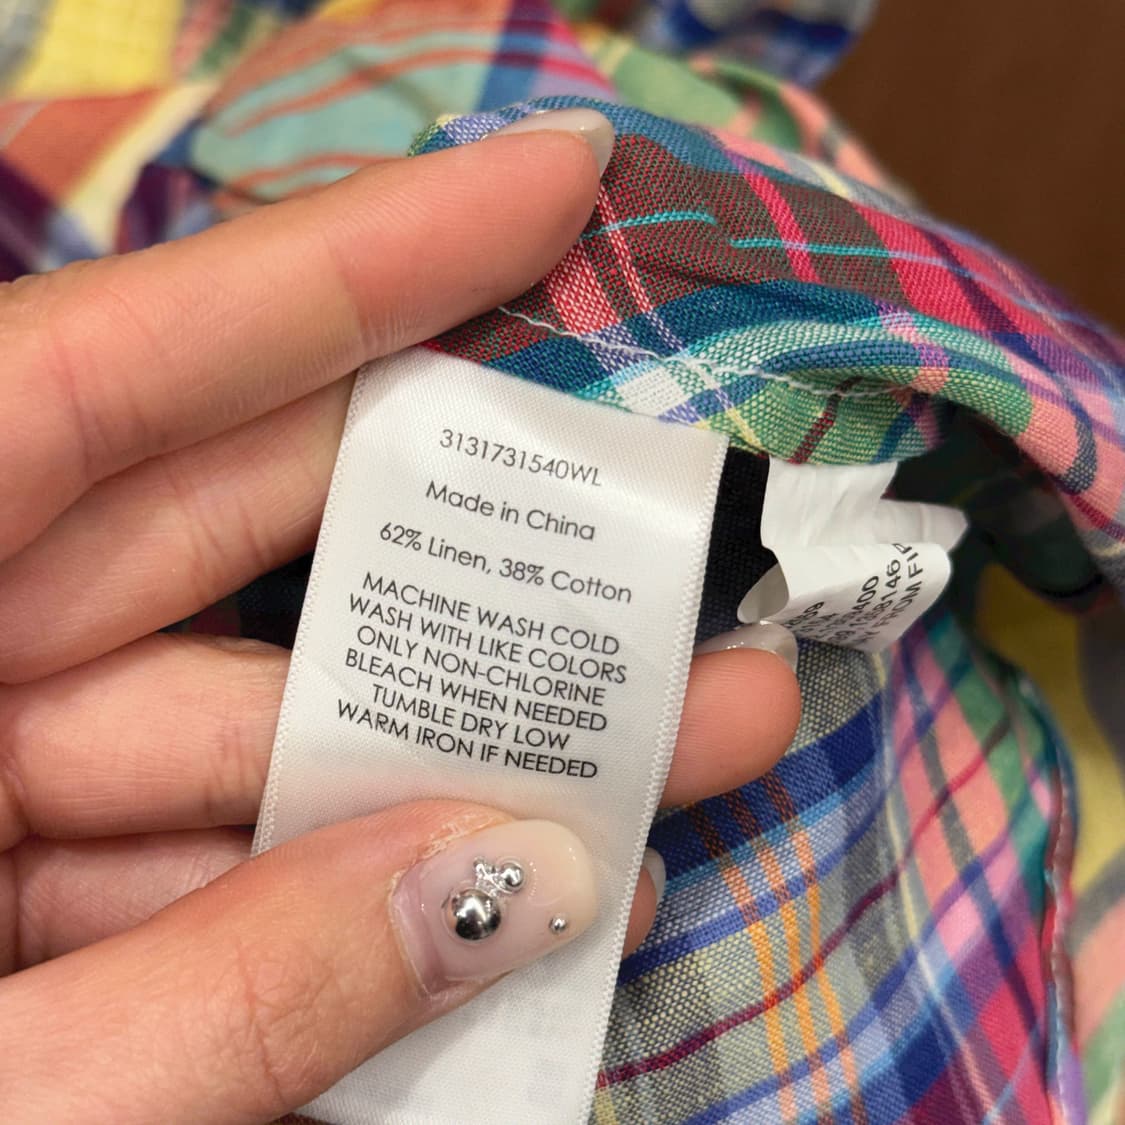 3131731540WL
Made in China
62% Linen, 38% Cotton
MACHINE WASH COLD
WASH WITH LIKE COLORS
ONLY NON-CHLORINE
BLEACH WHEN NEEDED
TUMBLE DRY LOW
WARM IRON IF NEEDED